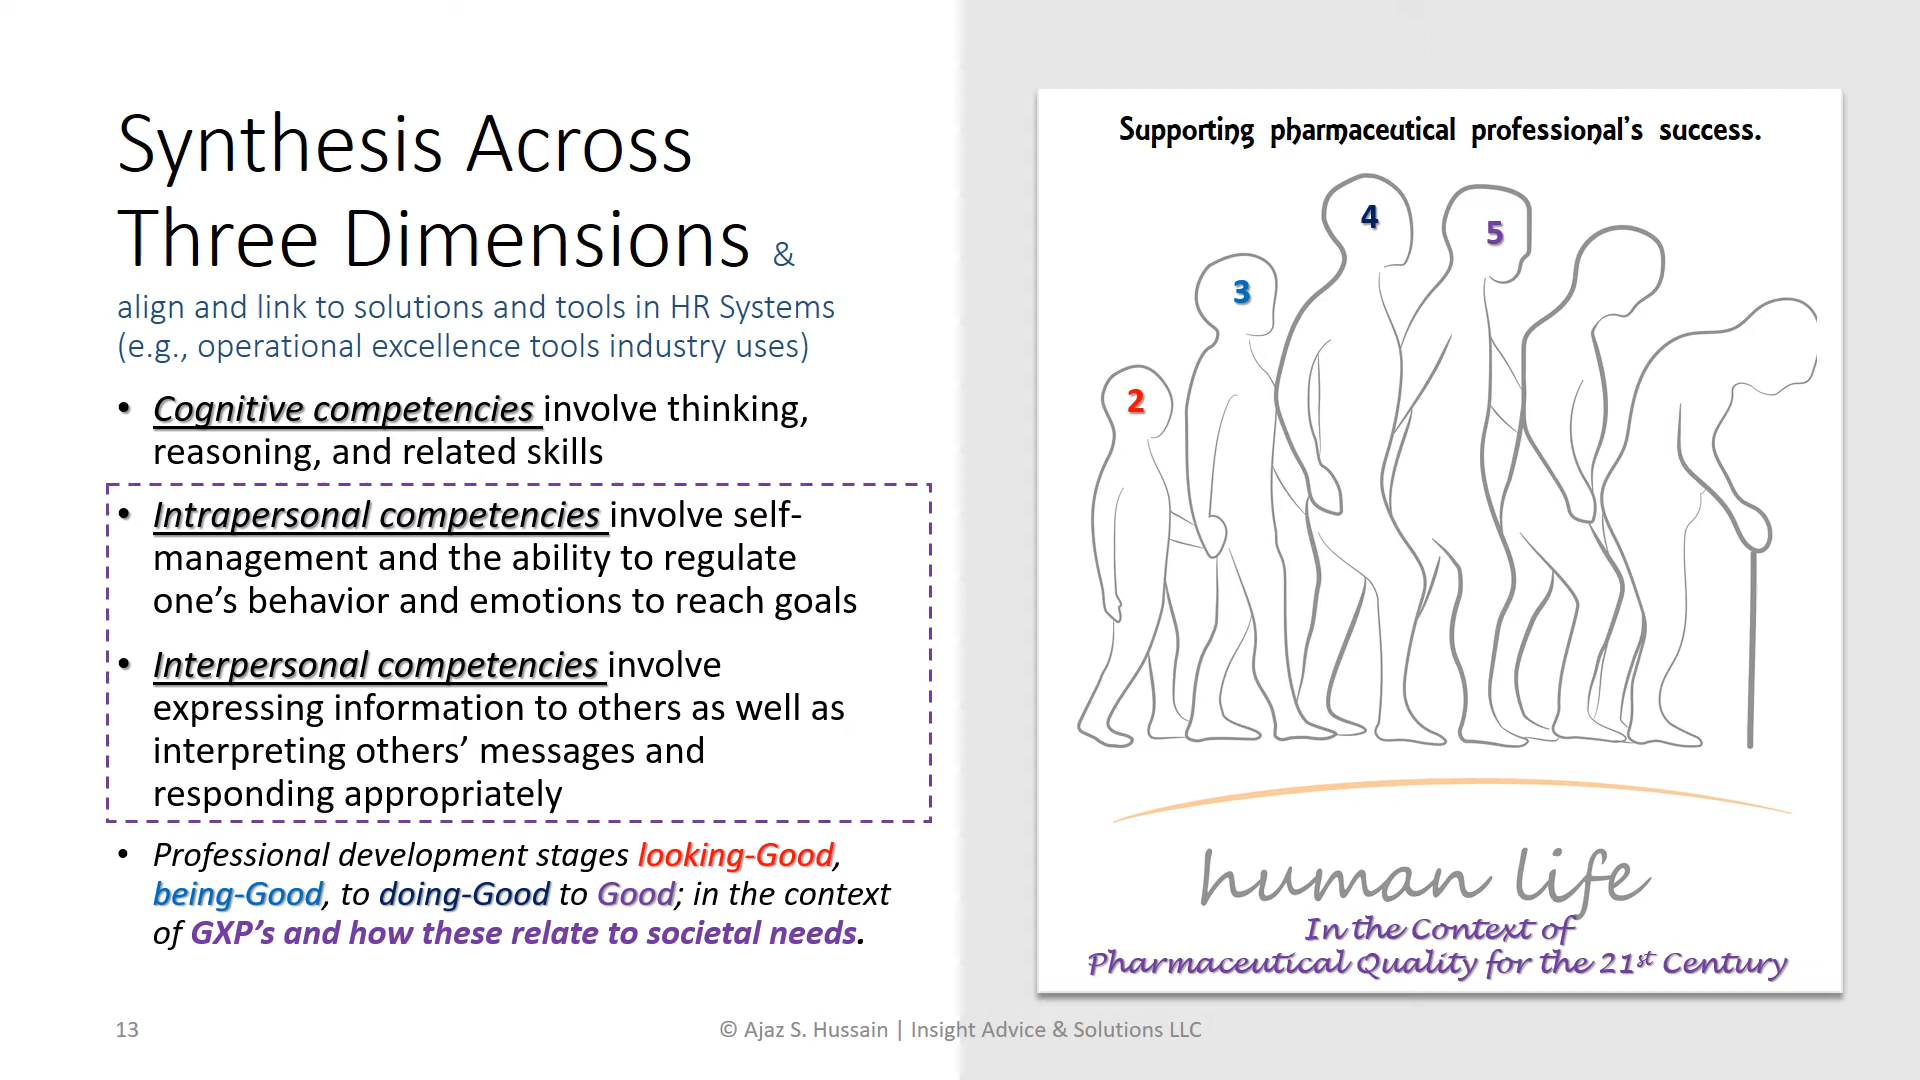 Synthesis Across
Three Dimensions &
align and link to solutions and tools in HR Systems
(e.g., operational excellence tools industry uses)
• Cognitive competencies involve thinking,
reasoning, and related skills
• Intrapersonal competencies involve self-
management and the ability to regulate
one’s behavior and emotions to reach goals
• Interpersonal competencies involve
expressing information to others as well as
interpreting others’ messages and
responding appropriately
• Professional development stages looking-Good,
being-Good, to doing-Good to Good; in the context
of GXP’s and how these relate to societal needs.
Supporting pharmaceutical professional’s success.
2
3
4
5
human life
In the Context of
Pharmaceutical Quality for the 21st Century
13
© Ajaz S. Hussain | Insight Advice & Solutions LLC